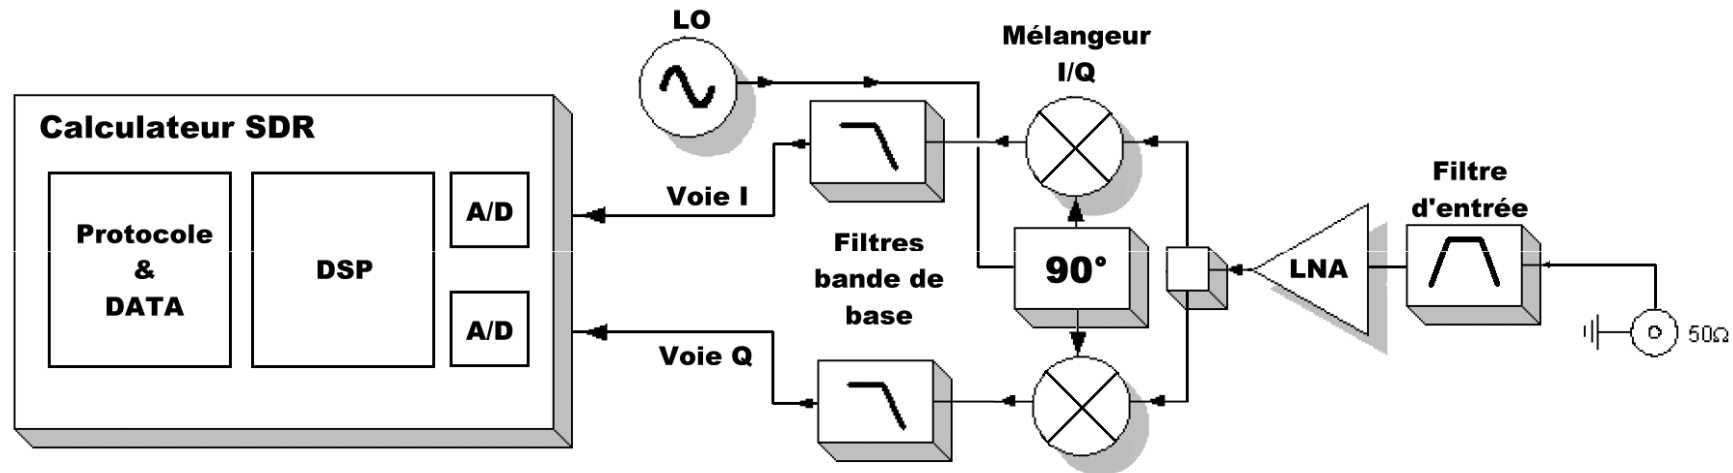 LO
Mélangeur
I/Q
Calculateur SDR
Protocole
&
DATA
DSP
A/D
A/D
Voie I
Voie Q
Filtres
bande de
base
90°
LNA
Filtre
d'entrée
50Ω